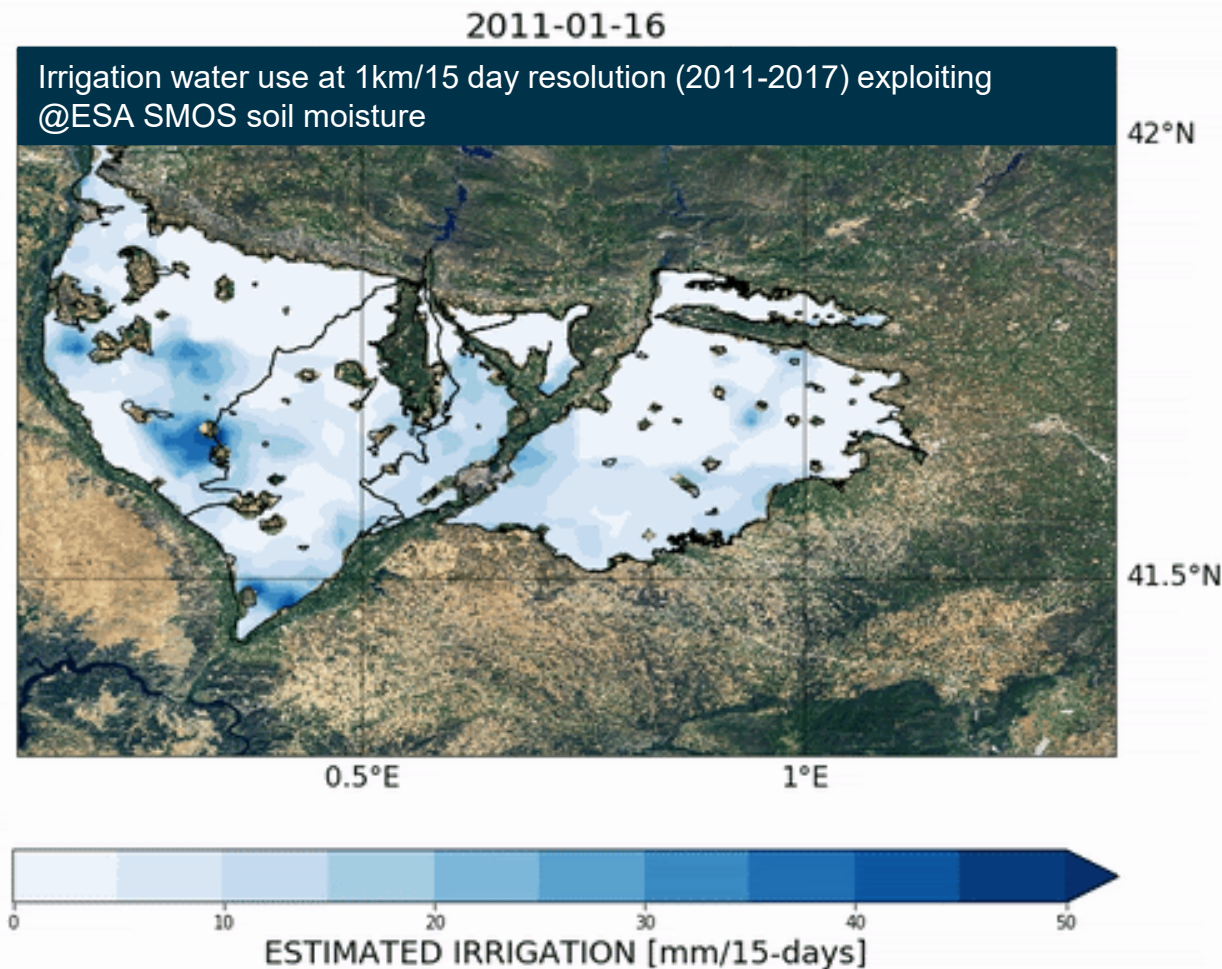 2011-01-16
Irrigation water use at 1km/15 day resolution (2011-2017) exploiting
@ESA SMOS soil moisture
42°N
41.5°N
0.5°E 1°E
0 10 20 30 40 50
ESTIMATED IRRIGATION [mm/15-days]